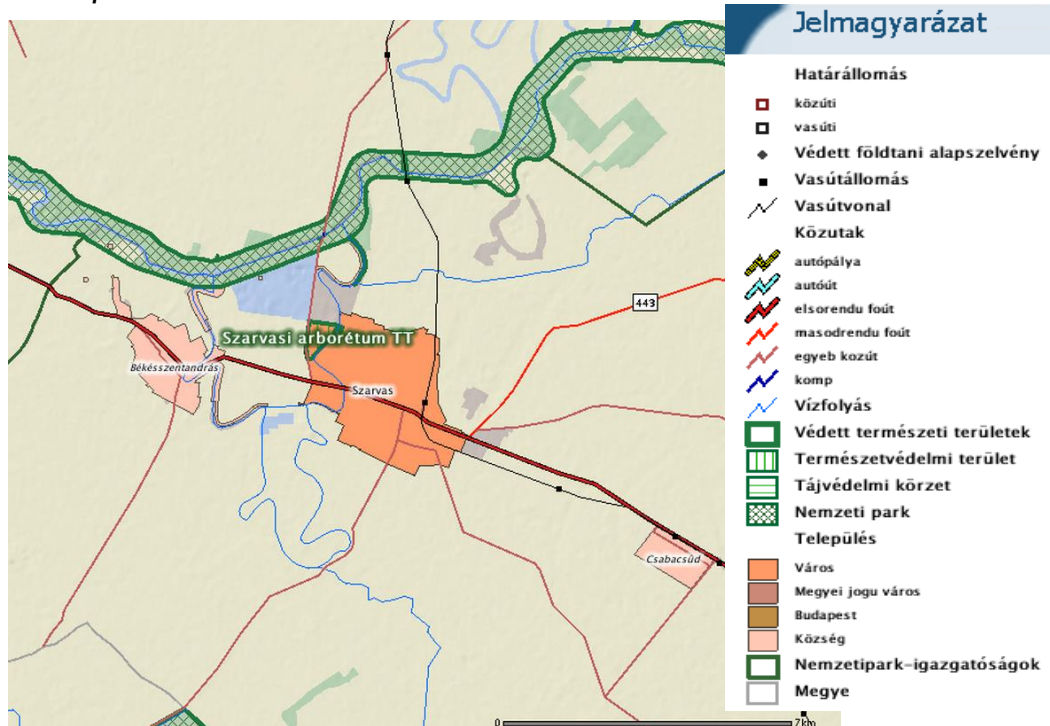 443
Szarvasi arborétum TT
Békésszentandrás
Szarvas
Csabacsűd
0 7km
Jelmagyarázat
Határállomás
közúti
vasúti
Védett földtani alapszelvény
Vasútállomás
Vasútvonal
Közutak
autópálya
autóút
elsorendu foút
masodrendu foút
egyeb kozút
komp
Vízfolyás
Védett természeti területek
Természetvédelmi terület
Tájvédelmi körzet
Nemzeti park
Település
Város
Megyei jogu város
Budapest
Község
Nemzetipark-igazgatóságok
Megye